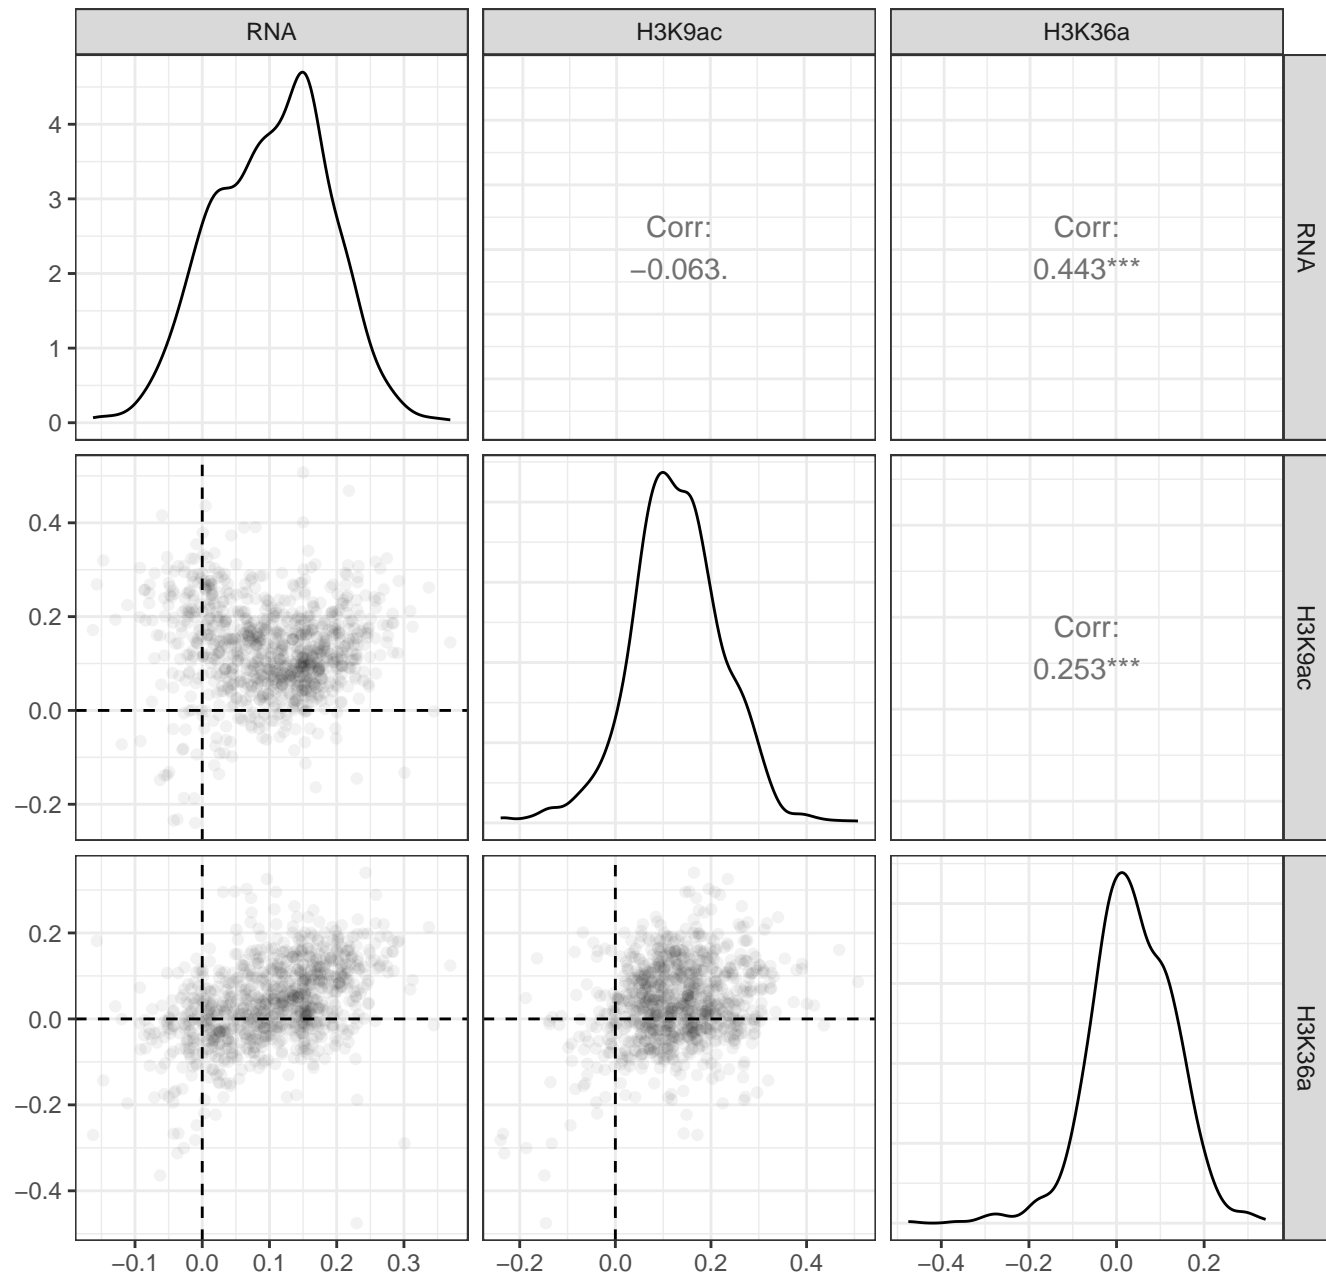 RNA H3K9ac H3K36a
4
3
2
1
0
Corr:
−0.063.
Corr:
0.443***
RNA
0.4
0.2
0.0
−0.2
Corr:
0.253***
H3K9ac
0.2
0.0
−0.2
−0.4
H3K36a
−0.1 0.0 0.1 0.2 0.3 −0.2 0.0 0.2 0.4 −0.4 −0.2 0.0 0.2